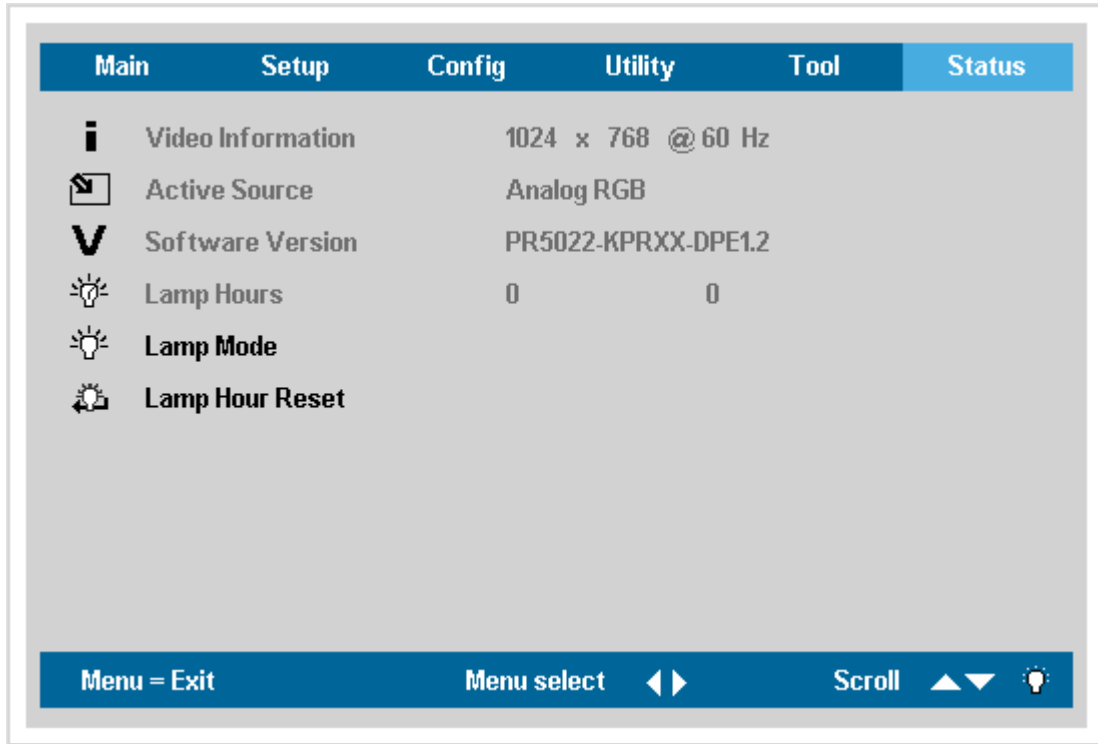 Main Setup Config Utility Tool Status
i Video Information 1024 x 768 @ 60 Hz
Active Source Analog RGB
V Software Version PR5022-KPRXX-DPE1.2
Lamp Hours 0 0
Lamp Mode
Lamp Hour Reset
Menu = Exit Menu select Scroll